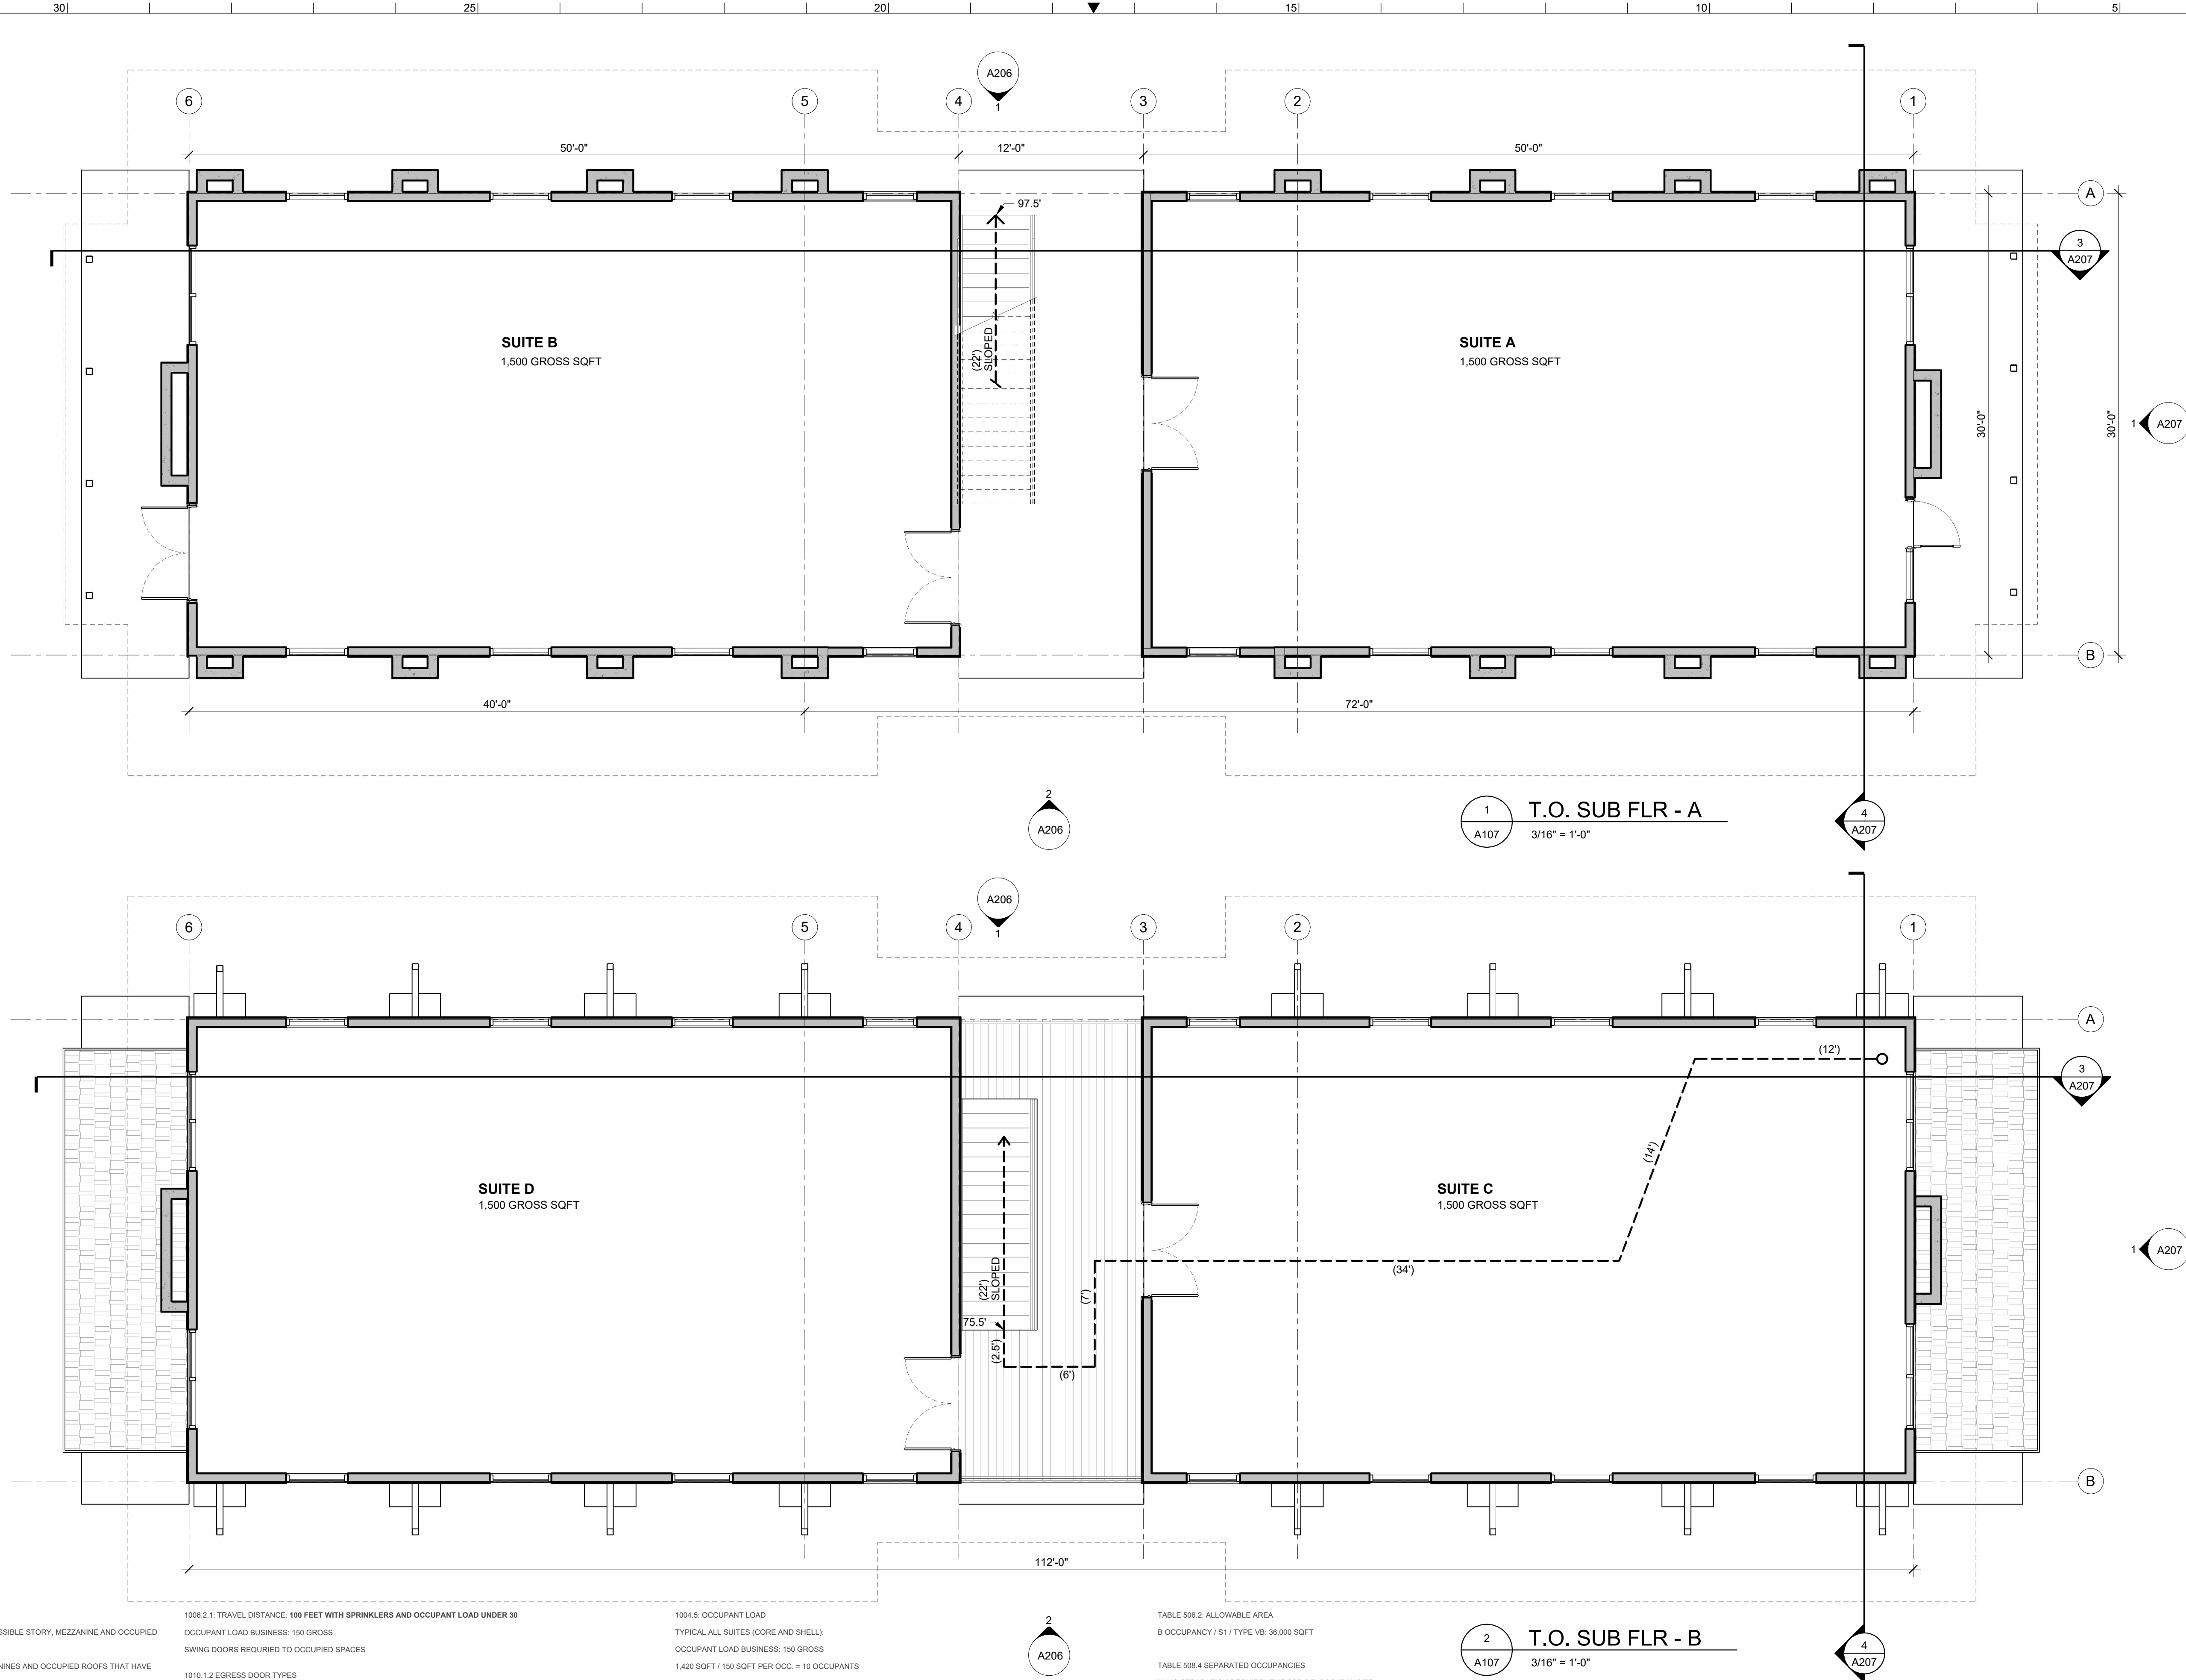 30 25 20 15 10 5
A206
1
6 5 4 3 2 1
50'-0" 12'-0" 50'-0"
A
97.5'
3
A207
SUITE B
1,500 GROSS SQFT
(22')
SLOPED
SUITE A
1,500 GROSS SQFT
30'-0"
30'-0"
1 A207
B
40'-0" 72'-0"
2
A206
1
A107
T.O. SUB FLR - A
3/16" = 1'-0"
4
A207
A206
1
6 5 4 3 2 1
A
(12')
3
A207
(14')
SUITE D
1,500 GROSS SQFT
SUITE C
1,500 GROSS SQFT
(22')
SLOPED
(7')
(34')
1 A207
75.5'
(2.5')
(6')
B
112'-0"
1006.2.1: TRAVEL DISTANCE: 100 FEET WITH SPRINKLERS AND OCCUPANT LOAD UNDER 30
SSIBLE STORY, MEZZANINE AND OCCUPIED
OCCUPANT LOAD BUSINESS: 150 GROSS
SWING DOORS REQURIED TO OCCUPIED SPACES
NINES AND OCCUPIED ROOFS THAT HAVE
1010.1.2 EGRESS DOOR TYPES
1004.5: OCCUPANT LOAD
TYPICAL ALL SUITES (CORE AND SHELL):
OCCUPANT LOAD BUSINESS: 150 GROSS
1,420 SQFT / 150 SQFT PER OCC. = 10 OCCUPANTS
2
A206
TABLE 506.2: ALLOWABLE AREA
B OCCUPANCY / S1 / TYPE VB: 36,000 SQFT
TABLE 508.4 SEPARATED OCCUPANCIES
2
A107
T.O. SUB FLR - B
3/16" = 1'-0"
4
A207